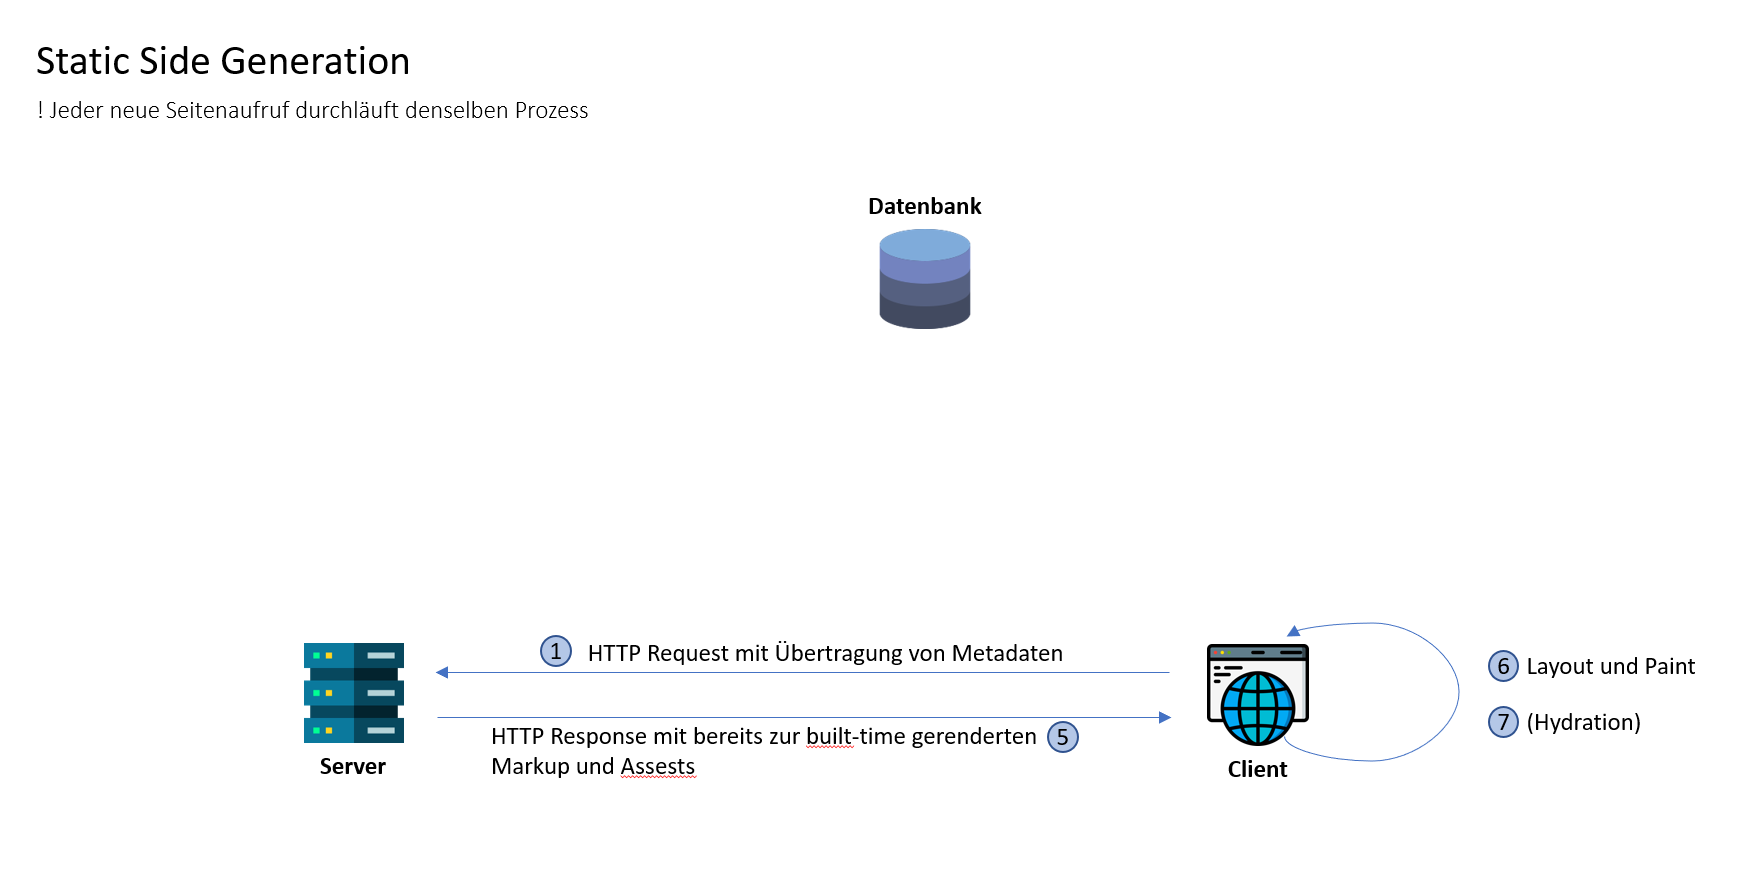 Static Side Generation
! Jeder neue Seitenaufruf durchläuft denselben Prozess
Datenbank
1 HTTP Request mit Übertragung von Metadaten
HTTP Response mit bereits zur built-time gerenderten 5
Markup und Assests
Server
Client
6 Layout und Paint
7 (Hydration)